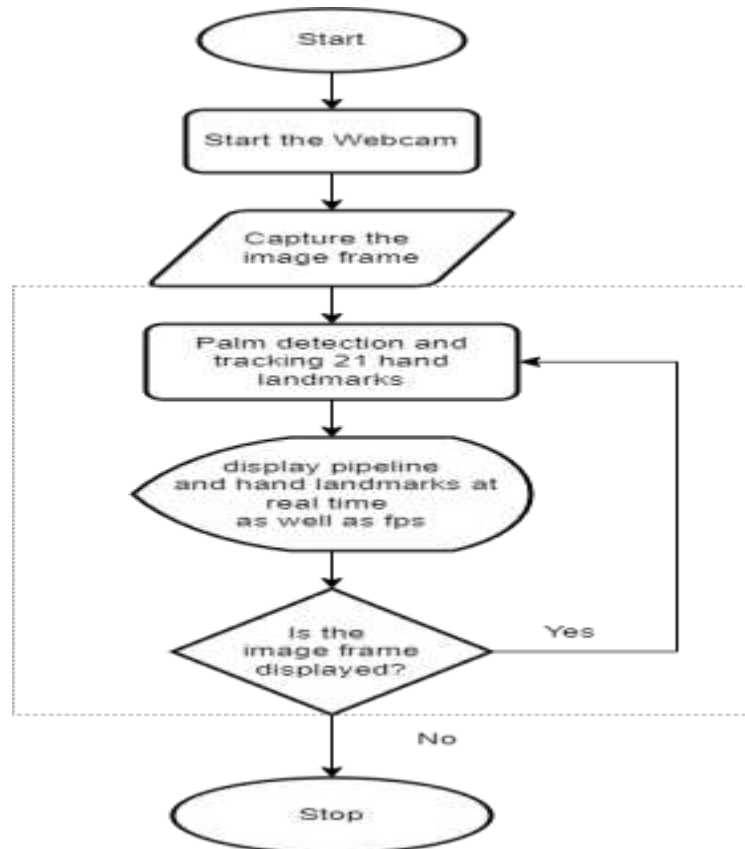 Start
Start the Webcam
Capture the
image frame
Palm detection and
tracking 21 hand
landmarks
display pipeline
and hand landmarks at
real time
as well as fps
Is the
image frame
displayed?
Yes
No
Stop